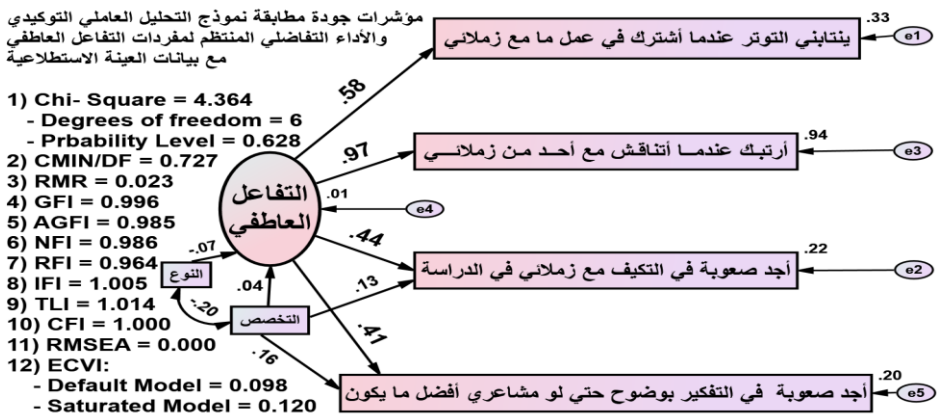 مؤشرات جودة مطابقة نموذج التحليل العاملي التوكيدي
والأداء التفاضلي المنتظم لمفردات التفاعل العاطفي
مع بيانات العينة الاستطلاعية
1) Chi- Square = 4.364
- Degrees of freedom = 6
- Prbability Level = 0.628
2) CMIN/DF = 0.727
3) RMR = 0.023
4) GFI = 0.996
5) AGFI = 0.985
6) NFI = 0.986
7) RFI = 0.964
8) IFI = 1.005
9) TLI = 1.014
10) CFI = 1.000
11) RMSEA = 0.000
12) ECVI:
- Default Model = 0.098
- Saturated Model = 0.120
.33
ينتابني التوتر عندما أشترك في عمل ما مع زملائي
e1
.58
.94
أرتبك عندما أتناقش مع أحد من زملائي
e3
.97
التفاعل
العاطفي
.01
e4
.44
.22
أجد صعوبة في التكيف مع زملائي في الدراسة
e2
-.07
النوع
.04
.13
-.20
التخصص
.41
.16
.20
أجد صعوبة في التفكير بوضوح حتي لو مشاعري أفضل ما يكون
e5